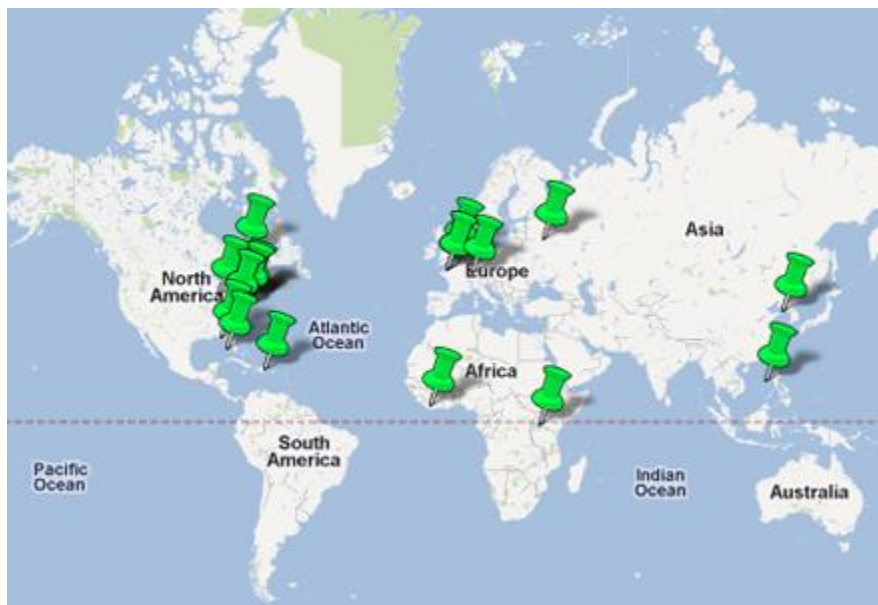 Asia
Europe
North
America
Atlantic
Ocean
Africa
South
America
Pacific
Ocean
Indian
Ocean
Australia